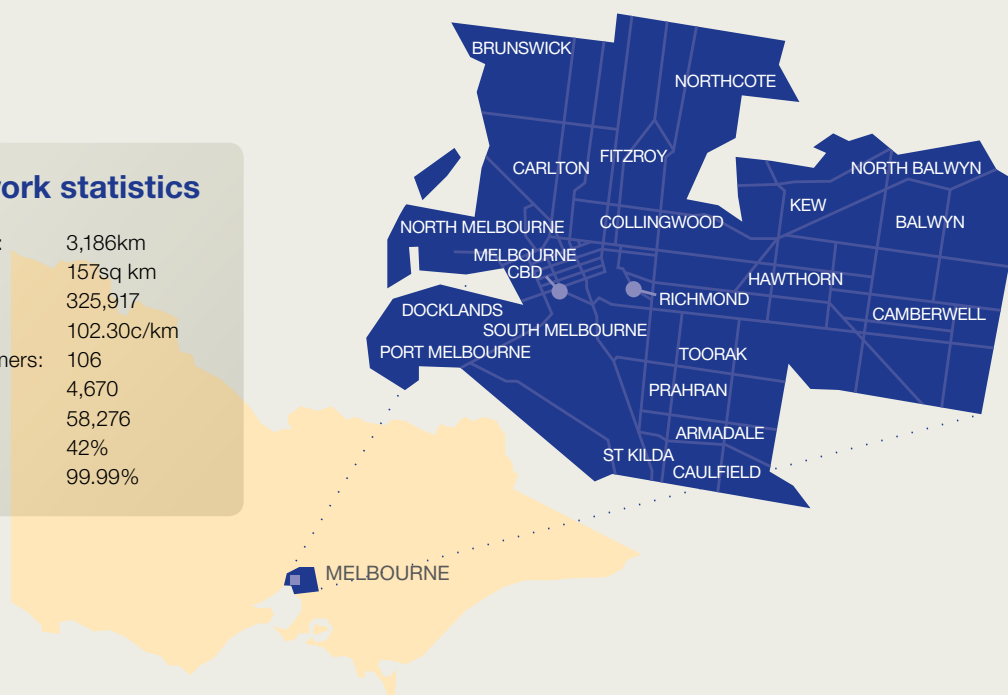 ork statistics
: 3,186km
157sq km
325,917
102.30c/km
mers: 106
4,670
58,276
42%
99.99%
BRUNSWICK
NORTHCOTE
CARLTON
FITZROY
NORTH BALWYN
KEW
NORTH MELBOURNE
COLLINGWOOD
BALWYN
MELBOURNE
CBD
HAWTHORN
RICHMOND
DOCKLANDS
CAMBERWELL
SOUTH MELBOURNE
PORT MELBOURNE
TOORAK
PRAHRAN
ARMADALE
ST KILDA
CAULFIELD
MELBOURNE